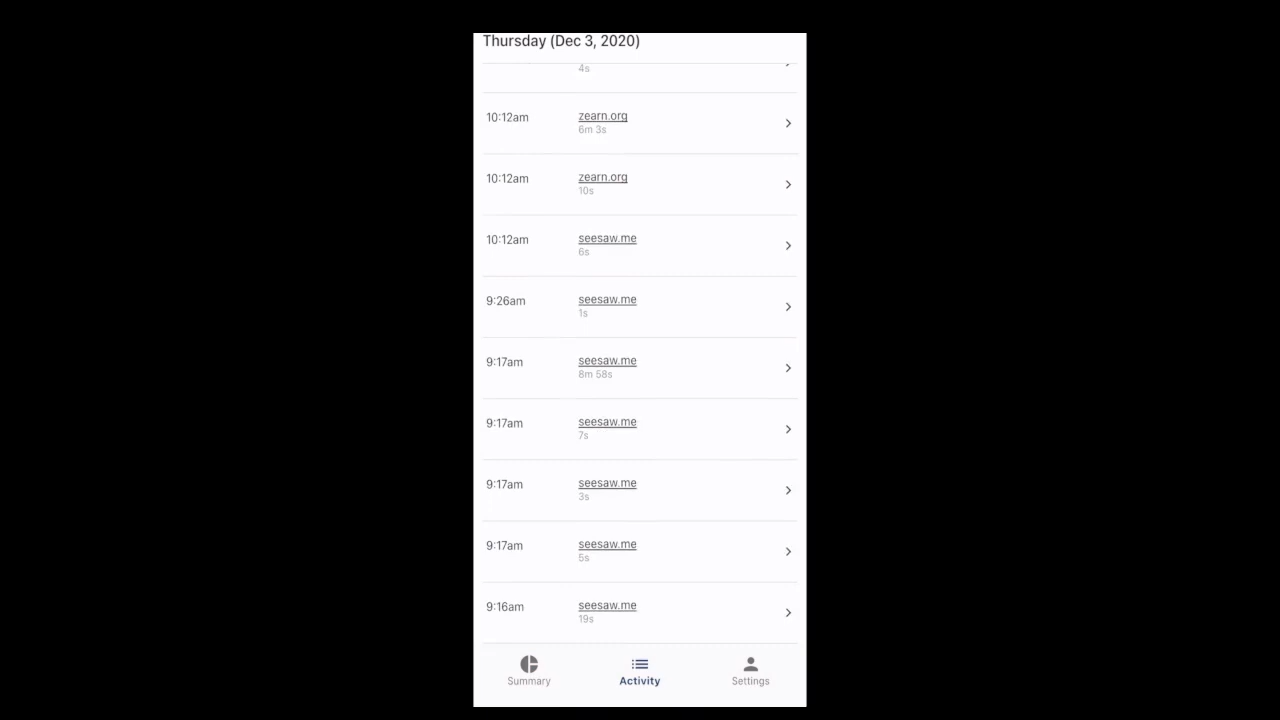 Thursday (Dec 3, 2020)
4s
10:12am zearn.org
6m 3s
10:12am zearn.org
10s
10:12am seesaw.me
6s
9:26am seesaw.me
1s
9:17am seesaw.me
8m 58s
9:17am seesaw.me
7s
9:17am seesaw.me
3s
9:17am seesaw.me
5s
9:16am seesaw.me
19s
Summary Activity Settings